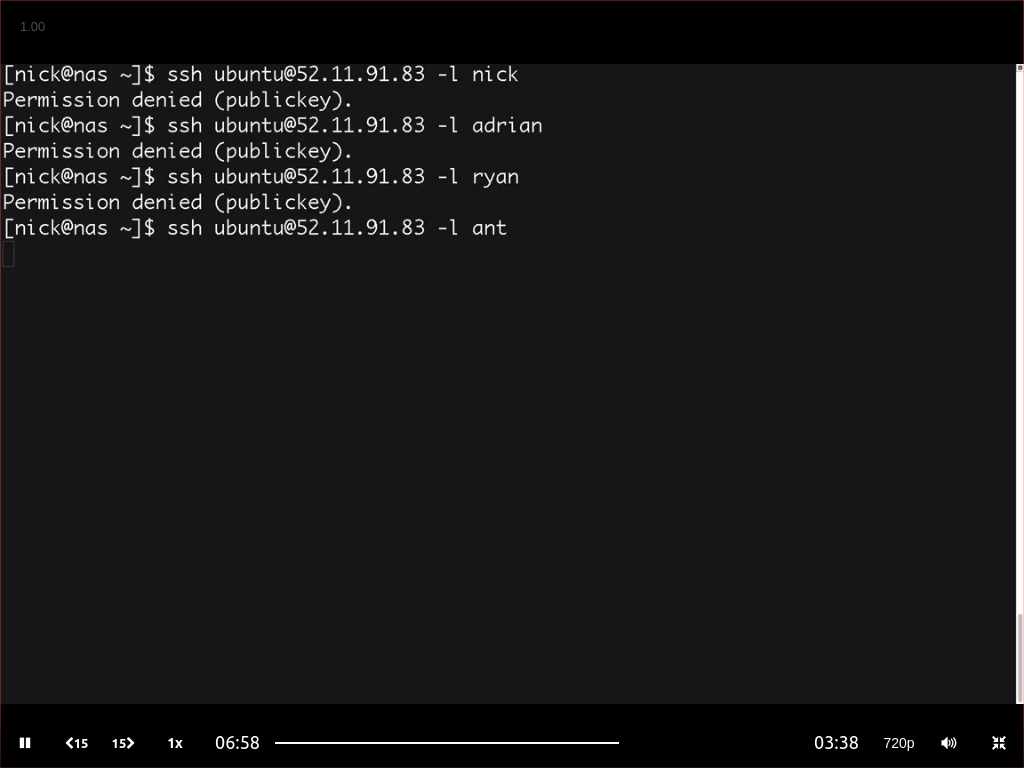 1.00
[nick@nas ~]$ ssh ubuntu@52.11.91.83 -l nick
Permission denied (publickey).
[nick@nas ~]$ ssh ubuntu@52.11.91.83 -l adrian
Permission denied (publickey).
[nick@nas ~]$ ssh ubuntu@52.11.91.83 -l ryan
Permission denied (publickey).
[nick@nas ~]$ ssh ubuntu@52.11.91.83 -l ant
15 15 1x 06:58 03:38 720p